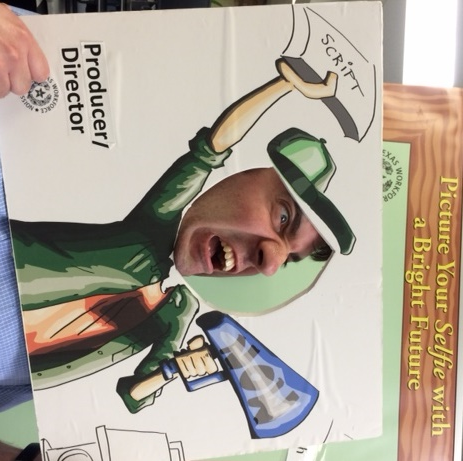 Picture Your Selfie with
a Bright Future
SCRIPT
Producer/
Director